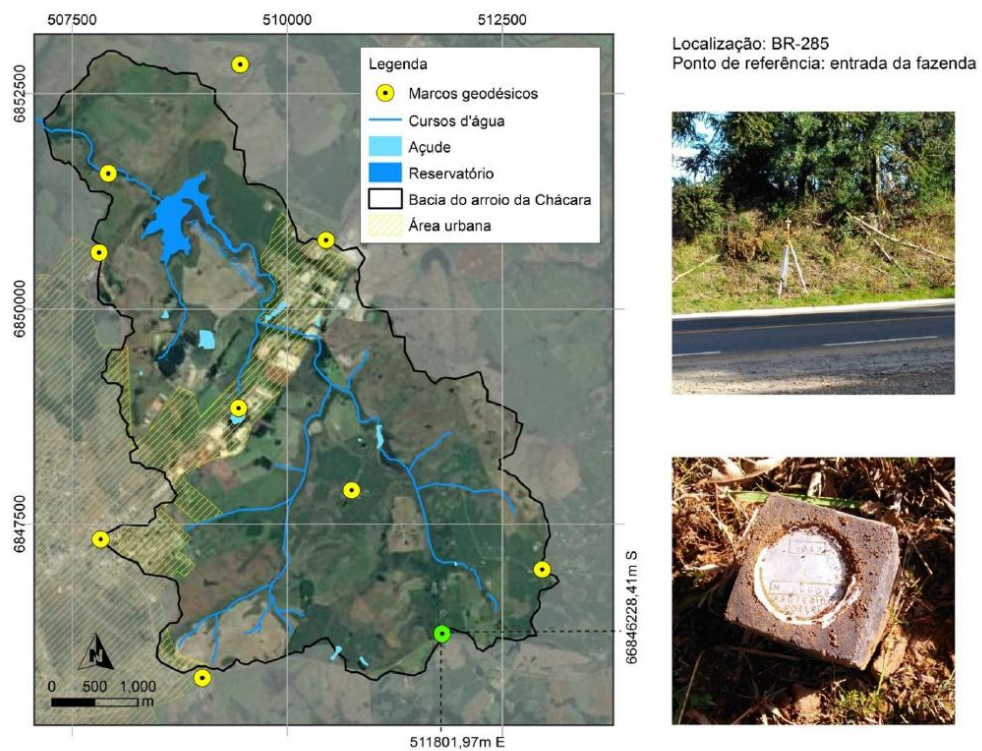 507500
510000
512500
6852500
6850000
6847500
Legenda
Marcos geodésicos
Cursos d'água
Açude
Reservatório
Bacia do arroio da Chácara
Área urbana
N
0 500 1,000
m
66846228,41m S
511801,97m E
Localização: BR-285
Ponto de referência: entrada da fazenda